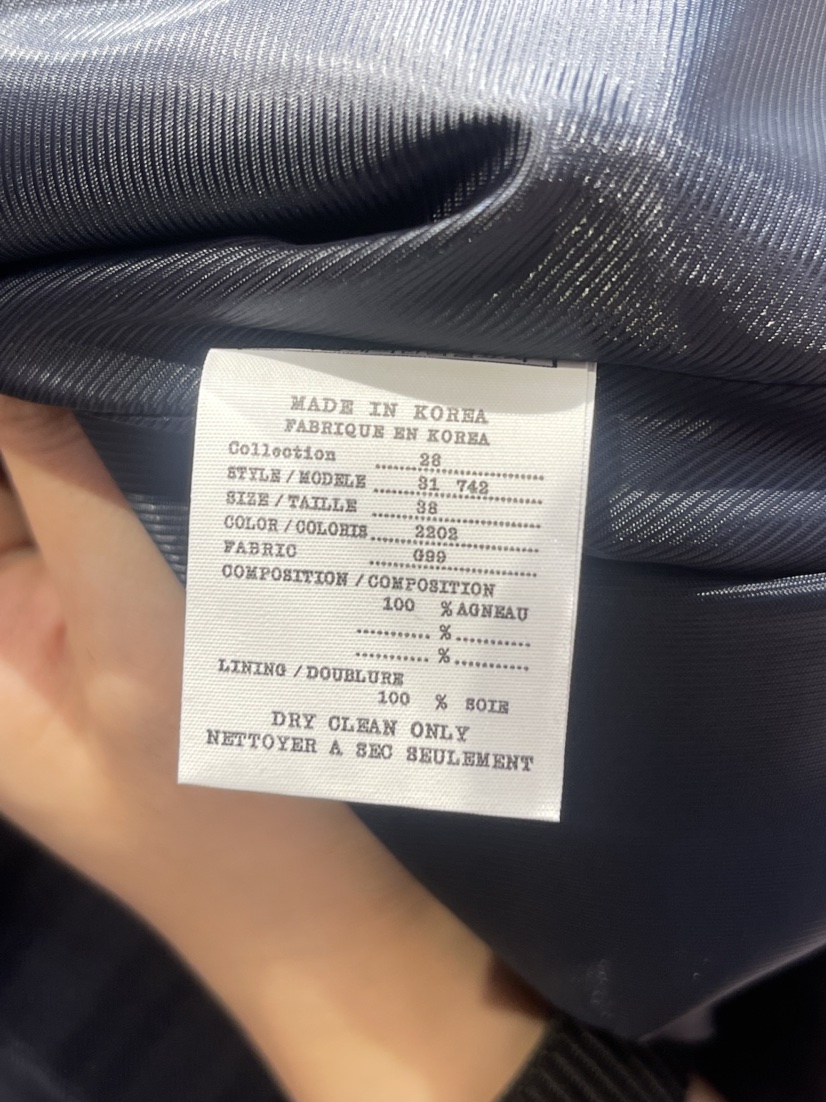 MADE IN KOREA
FABRIQUE EN KOREA
Collection 28
STYLE / MODELE 31 742
SIZE / TAILLE 38
COLOR / COLORIS 2202
FABRIC G99
COMPOSITION / COMPOSITION
100 % AGNEAU
%
%
LINING / DOUBLURE
100 % SOIE
DRY CLEAN ONLY
NETTOYER A SEC SEULEMENT